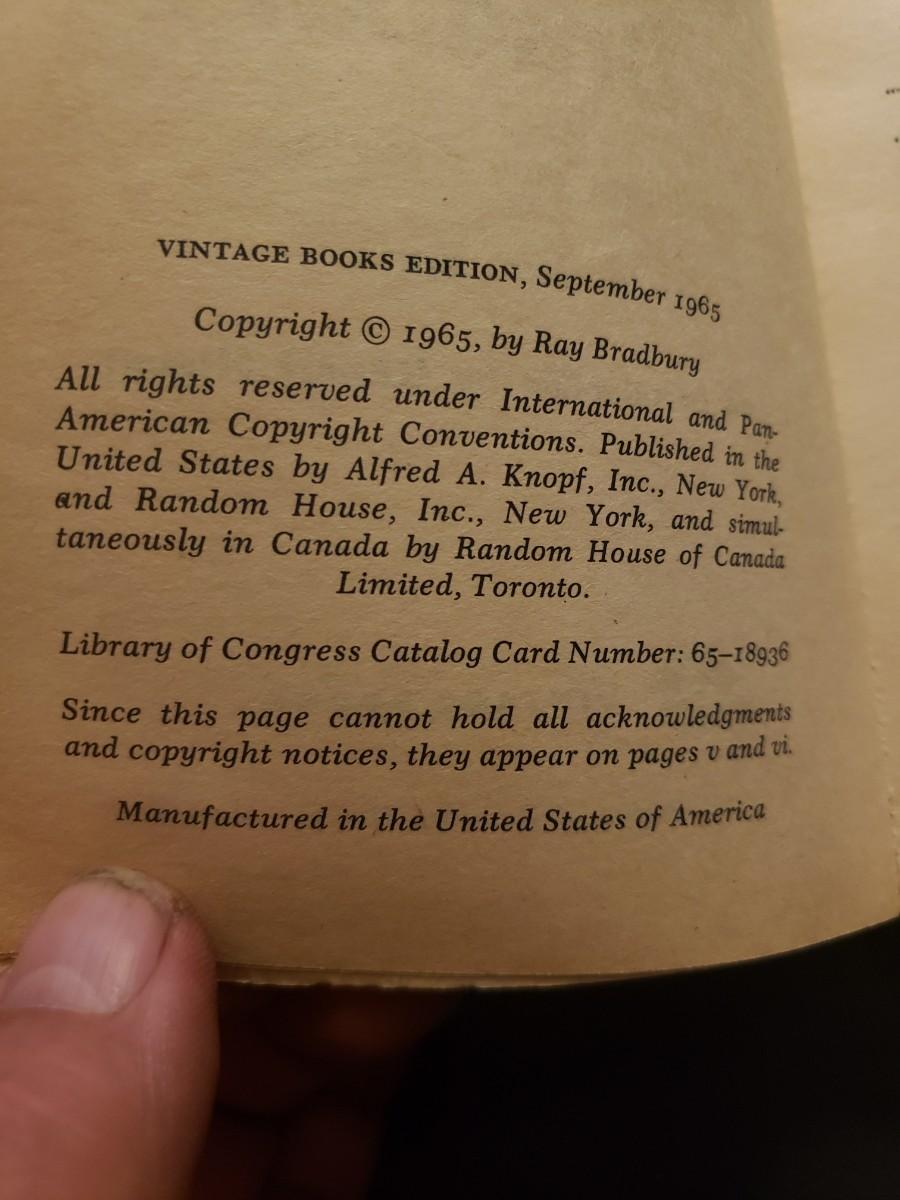 VINTAGE BOOKS EDITION, September 1965
Copyright © 1965, by Ray Bradbury
All rights reserved under International and Pan-
American Copyright Conventions. Published in the
United States by Alfred A. Knopf, Inc., New York,
and Random House, Inc., New York, and simul-
taneously in Canada by Random House of Canada
Limited, Toronto.
Library of Congress Catalog Card Number: 65–18936
Since this page cannot hold all acknowledgments
and copyright notices, they appear on pages v and vi.
Manufactured in the United States of America